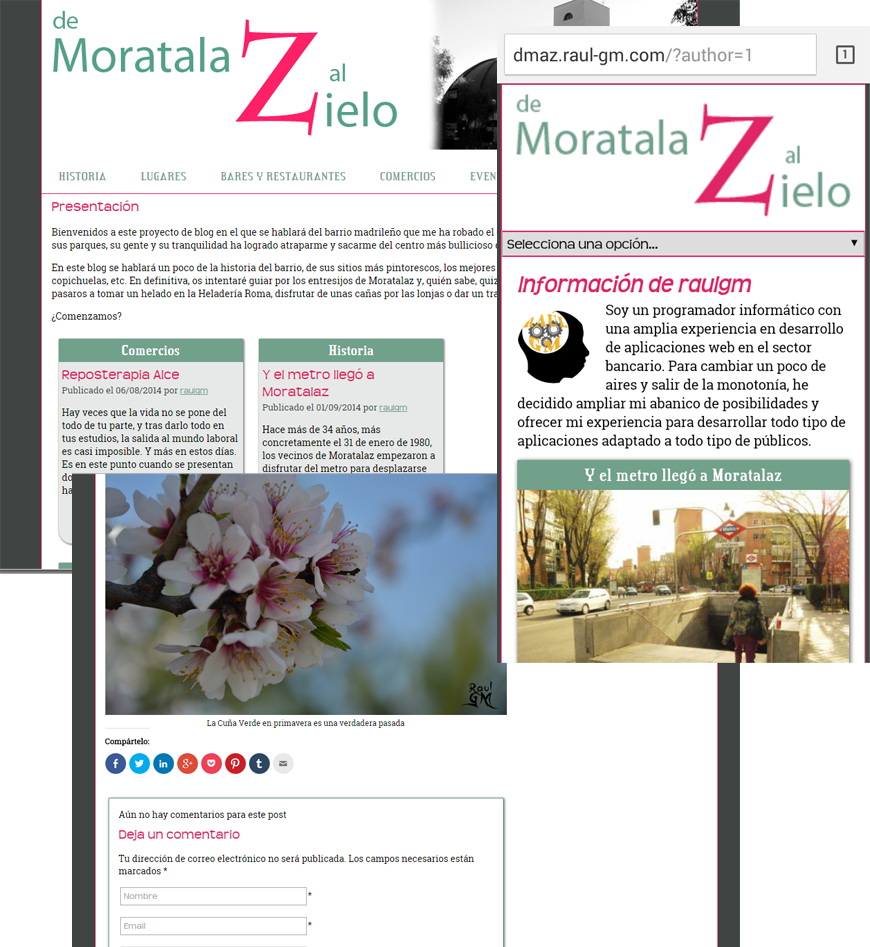 de
Moratala
Z
al
ielo
HISTORIA LUGARES BARES Y RESTAURANTES COMERCIOS EVEN
Presentación
Bienvenidos a este proyecto de blog en el que se hablará del barrio madrileño que me ha robado el
sus parques, su gente y su tranquilidad ha logrado atraparme y sacarme del centro más bullicioso
En este blog se hablará un poco de la historia del barrio, de sus sitios más pintorescos, los mejores
copichuelas, etc. En definitiva, os intentaré guiar por los entresijos de Moratalaz y, quién sabe, quiz
pasaros a tomar un helado en la Heladería Roma, disfrutar de unas cañas por las lonjas o dar un tra
¿Comenzamos?
Comercios
Reposterapia Alce
Publicado el 06/08/2014 por raulgm
Hay veces que la vida no se pone del
todo de tu parte, y tras darlo todo en
tus estudios, la salida al mundo laboral
es casi imposible. Y más en estos días.
Es en este punto cuando se presentan
do
ha
Historia
Y el metro llegó a
Moratalaz
Publicado el 01/09/2014 por raulgm
Hace más de 34 años, más
concretamente el 31 de enero de 1980,
los vecinos de Moratalaz empezaron a
disfrutar del metro para desplazarse
dmaz.raul-gm.com/?author=1
1
de
Moratala
Z
al
ielo
Selecciona una opción...
Información de raulgm
RAUL
GM
Soy un programador informático con
una amplia experiencia en desarrollo
de aplicaciones web en el sector
bancario. Para cambiar un poco de
aires y salir de la monotonía, he
decidido ampliar mi abanico de posibilidades y
ofrecer mi experiencia para desarrollar todo tipo de
aplicaciones adaptado a todo tipo de públicos.
Y el metro llegó a Moratalaz
Raul
GM
La Cuña Verde en primavera es una verdadera pasada
Compártelo:
Aún no hay comentarios para este post
Deja un comentario
Tu dirección de correo electrónico no será publicada. Los campos necesarios están
marcados *
Nombre *
Email *